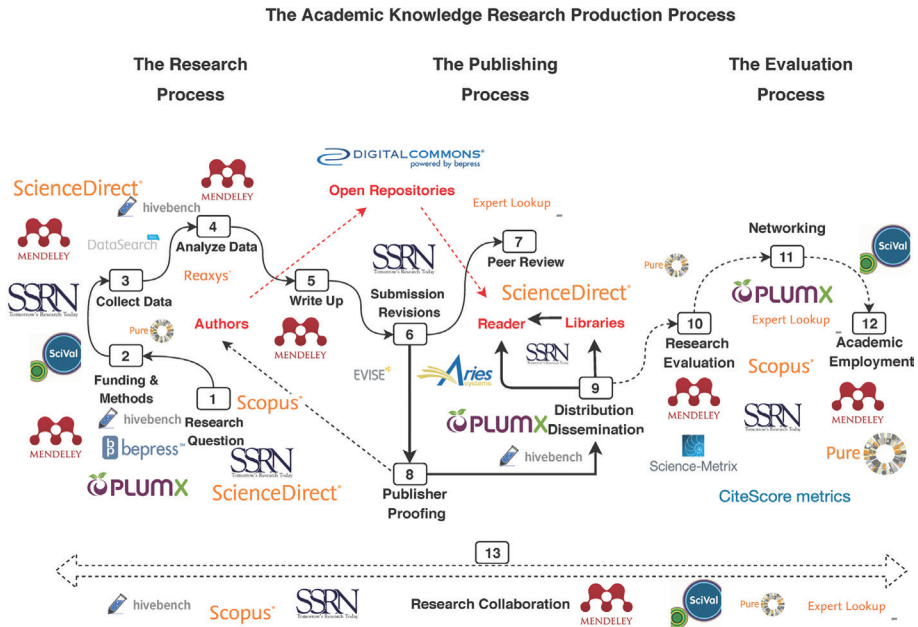 The Academic Knowledge Research Production Process
The Research
Process
The Publishing
Process
The Evaluation
Process
DIGITALCOMMONS®
powered by bepress
Open Repositories
ScienceDirect®
MENDELEY
hivebench
4
Analyze Data
DataSearch
MENDELEY
3
Collect Data
Reaxys®
SSRN
Tomorrow's Research Today
Pure
Authors
SciVal
2
Funding &
Methods
1
Research
Question
Scopus®
MENDELEY
hivebench
bepress™
PLUMX
SSRN
Tomorrow's Research Today
ScienceDirect®
5
Write Up
MENDELEY
SSRN
Tomorrow's Research Today
Submission
Revisions
6
Expert Lookup
7
Peer Review
ScienceDirect®
Reader
Libraries
SSRN
Tomorrow's Research Today
EVISE
Aries
systems
9
Distribution
Dissemination
PLUMX
hivebench
8
Publisher
Proofing
Networking
11
Pure
SciVal
PLUMX
10
Research
Evaluation
Expert Lookup
12
Academic
Employment
Scopus®
MENDELEY
SSRN
Tomorrow's Research Today
MENDELEY
Science-Metrix
Pure
CiteScore metrics
13
hivebench
Scopus®
SSRN
Tomorrow's Research Today
Research Collaboration
MENDELEY
SciVal
Pure
Expert Lookup